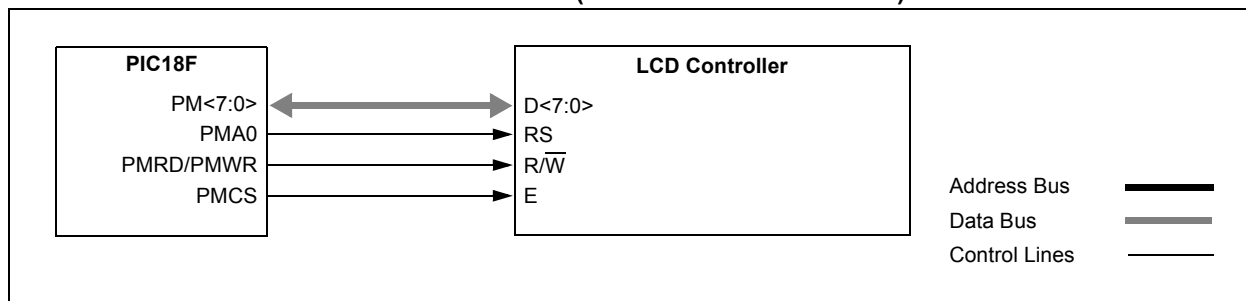 PIC18F
PM<7:0>
PMA0
PMRD/PMWR
PMCS
LCD Controller
D<7:0>
RS
R/W̅
E
Address Bus
Data Bus
Control Lines